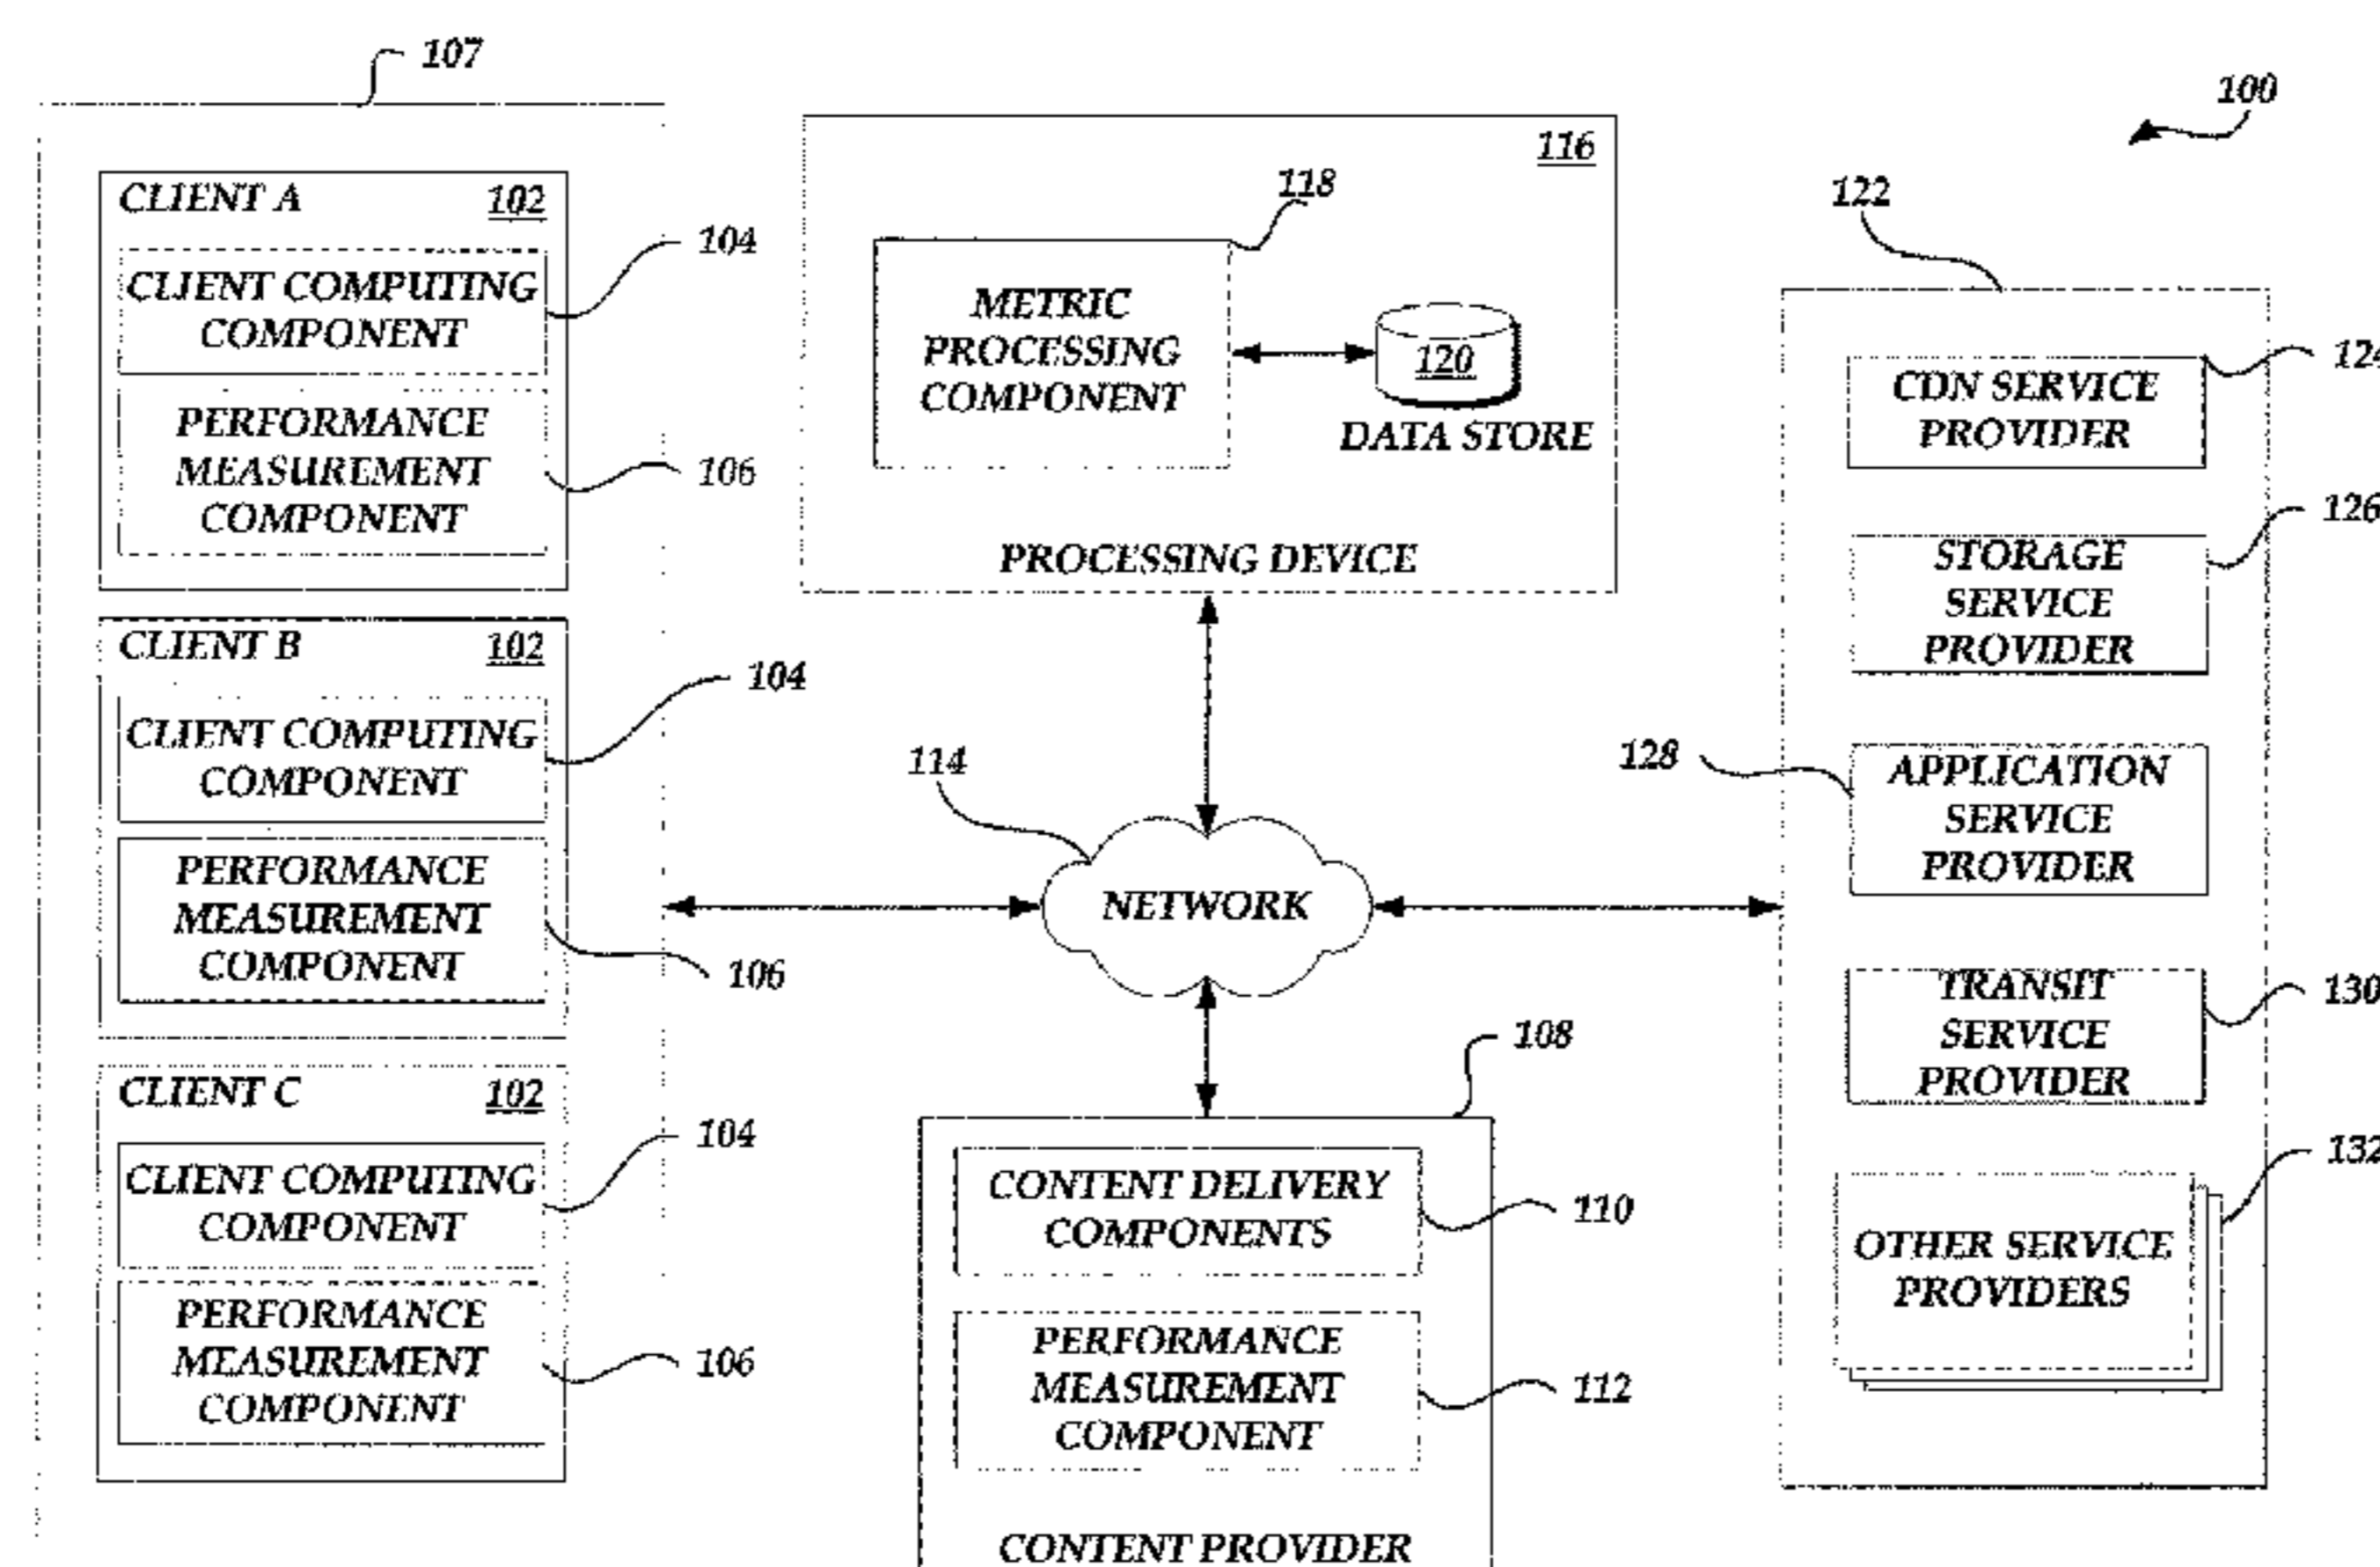 107
100
116
CLIENT A 102
118
122
104
CLIENT COMPUTING
COMPONENT
METRIC
PROCESSING
COMPONENT
120
DATA STORE
PERFORMANCE
MEASUREMENT
COMPONENT
106
PROCESSING DEVICE
124
CDN SERVICE
PROVIDER
126
STORAGE
SERVICE
PROVIDER
CLIENT B 102
104
CLIENT COMPUTING
COMPONENT
114
128
APPLICATION
SERVICE
PROVIDER
PERFORMANCE
MEASUREMENT
COMPONENT
106
NETWORK
130
TRANSIT
SERVICE
PROVIDER
108
CLIENT C 102
104
CLIENT COMPUTING
COMPONENT
CONTENT DELIVERY
COMPONENTS
110
132
OTHER SERVICE
PROVIDERS
PERFORMANCE
MEASUREMENT
COMPONENT
106
PERFORMANCE
MEASUREMENT
COMPONENT
112
CONTENT PROVIDER